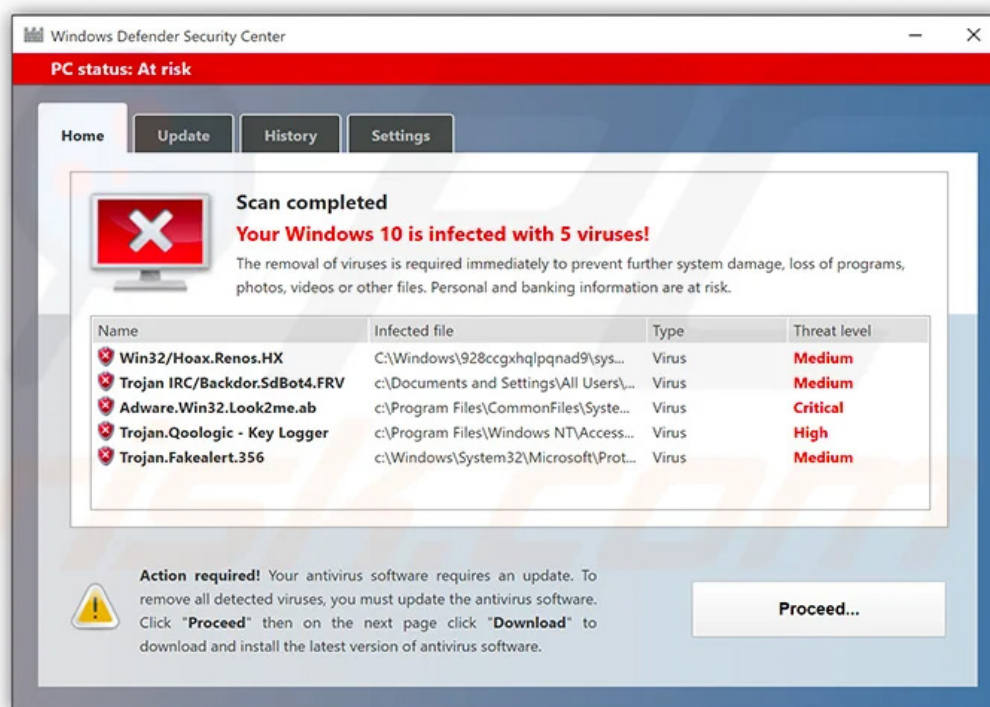 Windows Defender Security Center
PC status: At risk
Home Update History Settings
Scan completed
Your Windows 10 is infected with 5 viruses!
The removal of viruses is required immediately to prevent further system damage, loss of programs,
photos, videos or other files. Personal and banking information are at risk.
Name Infected file Type Threat level
Win32/Hoax.Renos.HX C:\Windows\928ccgxhqlpqnad9\sys... Virus Medium
Trojan IRC/Backdor.SdBot4.FRV c:\Documents and Settings\All Users\... Virus Medium
Adware.Win32.Look2me.ab c:\Program Files\CommonFiles\Syste... Virus Critical
Trojan.Qoologic - Key Logger c:\Program Files\Windows NT\Access... Virus High
Trojan.Fakealert.356 c:\Windows\System32\Microsoft\Prot... Virus Medium
Action required! Your antivirus software requires an update. To
remove all detected viruses, you must update the antivirus software.
Click "Proceed" then on the next page click "Download" to
download and install the latest version of antivirus software.
Proceed...